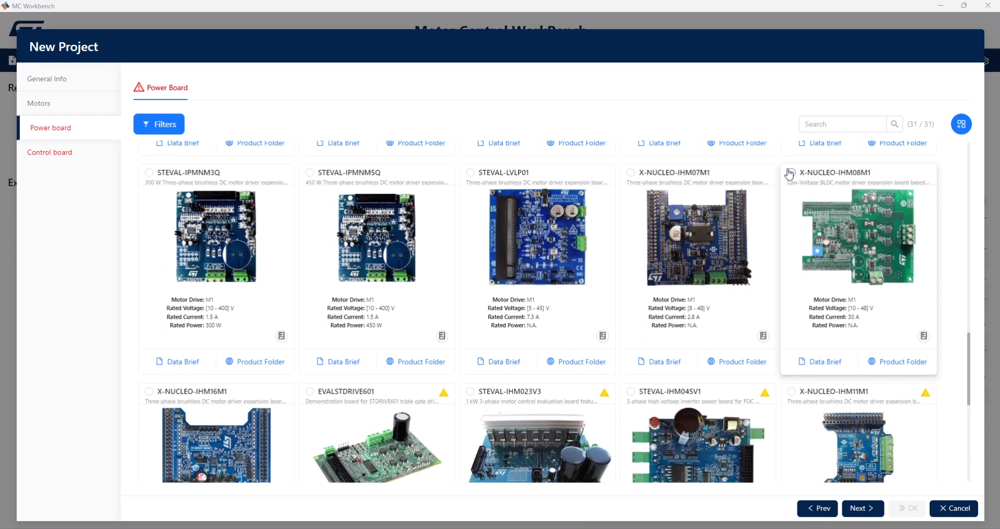 MC Workbench
Motor Control WorkBench
New Project
General Info
Motors
Power board
Control board
Power Board
Filters
Search
(31 / 31)
Data Brief Product Folder Data Brief Product Folder Data Brief Product Folder Data Brief Product Folder Data Brief Product Folder
STEVAL-IPMNM3Q
300 W Three-phase brushless DC motor driver expansio...
Motor Drive: M1
Rated Voltage: [10 - 400] V
Rated Current: 1.5 A
Rated Power: 300 W
Data Brief Product Folder
STEVAL-IPMNM5Q
450 W Three-phase brushless DC motor driver expansio...
Motor Drive: M1
Rated Voltage: [10 - 400] V
Rated Current: 1.5 A
Rated Power: 450 W
Data Brief Product Folder
STEVAL-LVLP01
Three-phase brushless DC motor driver expansion boar...
Motor Drive: M1
Rated Voltage: [5 - 45] V
Rated Current: 7.3 A
Rated Power: N.A.
Data Brief Product Folder
X-NUCLEO-IHM07M1
Three-phase brushless DC motor driver expansion boar...
Motor Drive: M1
Rated Voltage: [8 - 48] V
Rated Current: 2.8 A
Rated Power: N.A.
Data Brief Product Folder
X-NUCLEO-IHM08M1
Low-Voltage BLDC motor driver expansion board based...
Motor Drive: M1
Rated Voltage: [10 - 48] V
Rated Current: 30 A
Rated Power: N.A.
Data Brief Product Folder
X-NUCLEO-IHM16M1
Three-phase brushless DC motor driver expansion boar...
EVALSTDRIVE601
Demonstration board for STDRIVE601 triple gate dri...
STEVAL-IHM023V3
1 kW 3-phase motor control evaluation board featu...
STEVAL-IHM045V1
3-phase high voltage inverter power board for FOC ...
X-NUCLEO-IHM11M1
Three-phase brushless DC motor driver expansion b...
< Prev
Next >
OK
Cancel